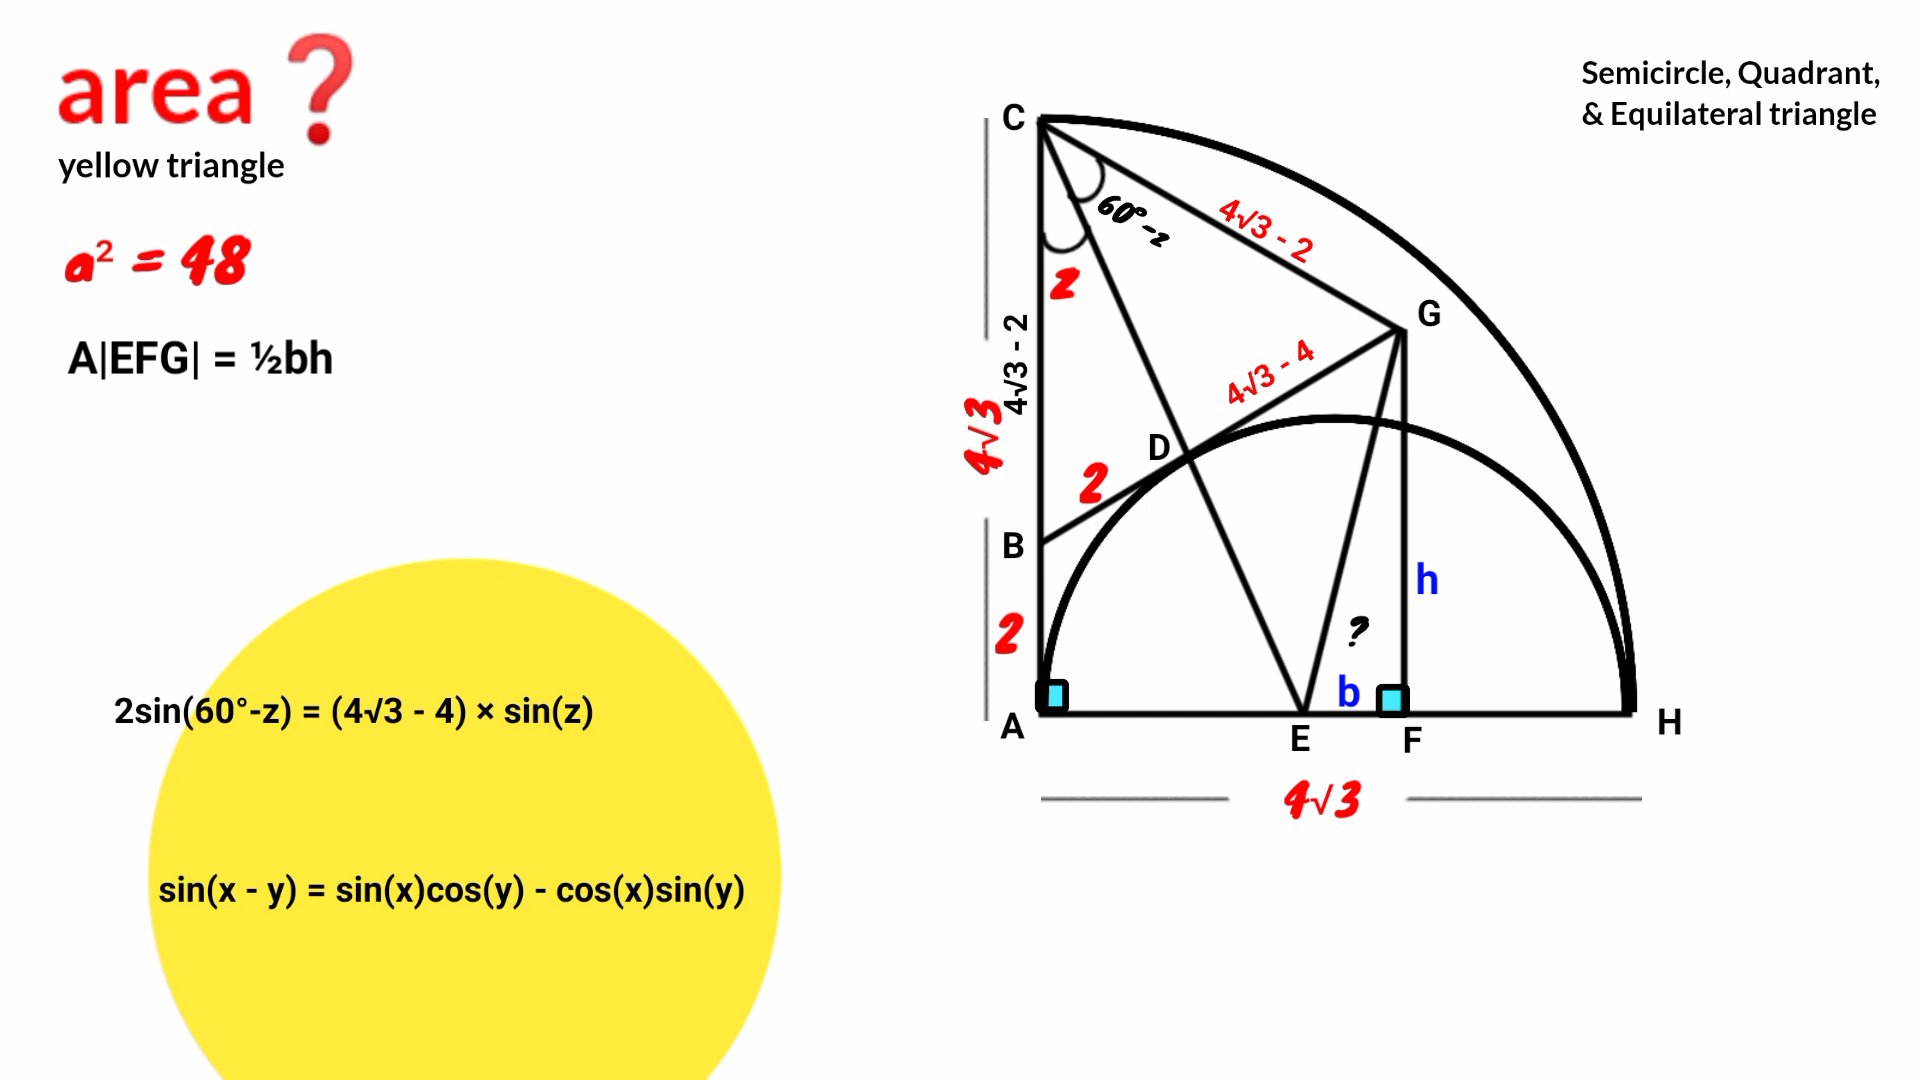 area❓
yellow triangle
a² = 48
A|EFG| = ½bh
2sin(60°-z) = (4√3 - 4) × sin(z)
sin(x - y) = sin(x)cos(y) - cos(x)sin(y)
Semicircle, Quadrant,
& Equilateral triangle
C
60°-z
z
4√3 - 2
G
4√3 - 2
4√3 - 4
4√3
D
2
B
h
2
?
b
A
E
F
H
4√3